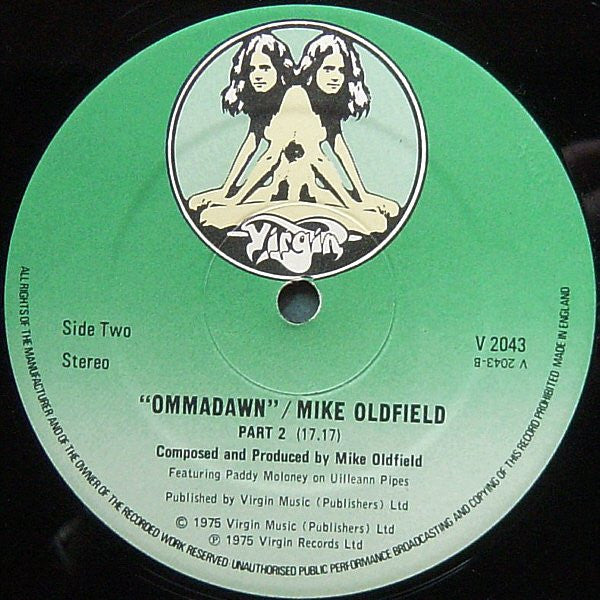 Virgin
Side Two
Stereo
V 2043
V 2043-B
"OMMADAWN" / MIKE OLDFIELD
PART 2 (17.17)
Composed and Produced by Mike Oldfield
Featuring Paddy Moloney on Uilleann Pipes
Published by Virgin Music (Publishers) Ltd
© 1975 Virgin Music (Publishers) Ltd
℗ 1975 Virgin Records Ltd
ALL RIGHTS OF THE MANUFACTURER AND OF THE OWNER OF THE RECORDED WORK RESERVED UNAUTHORISED PUBLIC PERFORMANCE BROADCASTING AND COPYING OF THIS RECORD PROHIBITED MADE IN ENGLAND